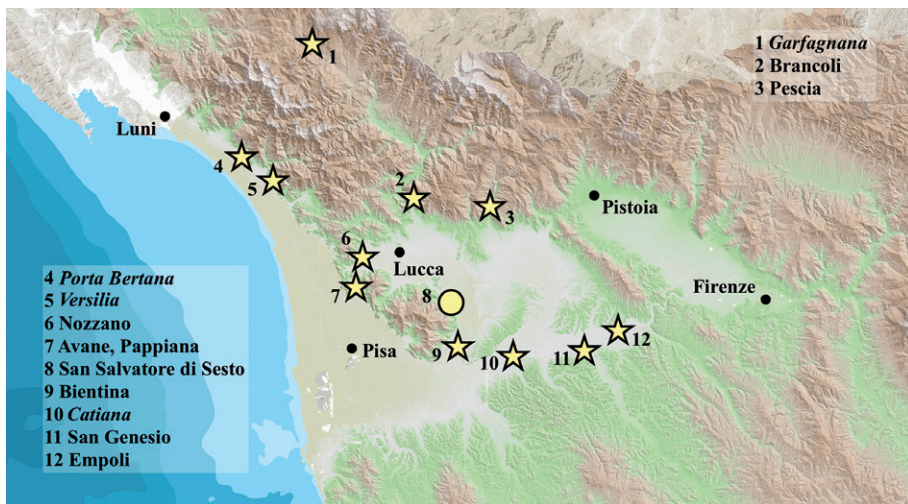 1
1 Garfagnana
2 Brancoli
3 Pescia
Luni
4
5
2
3
Pistoia
6
Lucca
7
8
Firenze
4 Porta Bertana
5 Versilia
6 Nozzano
7 Avane, Pappiana
8 San Salvatore di Sesto
9 Bientina
10 Catiana
11 San Genesio
12 Empoli
Pisa
9
10
11
12